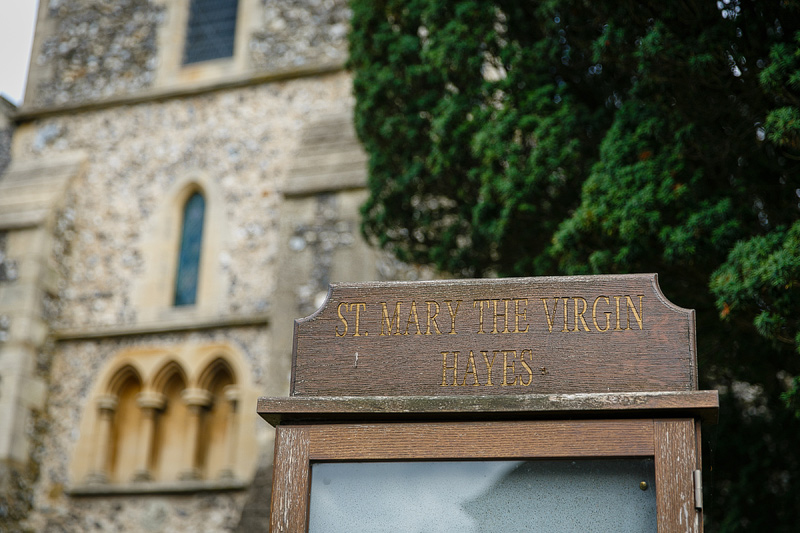 ST. MARY THE VIRGIN
HAYES